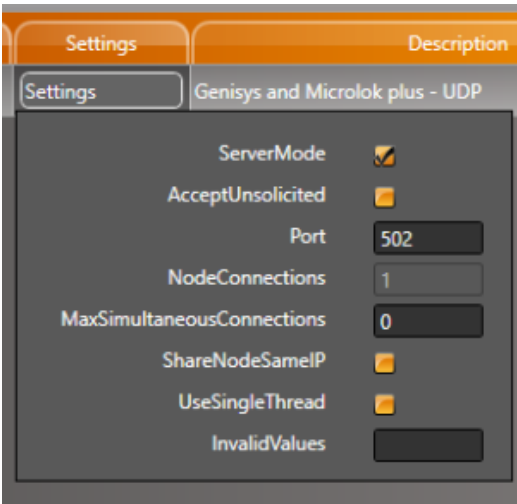 Settings Description
Settings Genisys and Microlok plus - UDP
ServerMode
AcceptUnsolicited
Port 502
NodeConnections 1
MaxSimultaneousConnections 0
ShareNodeSameIP
UseSingleThread
InvalidValues